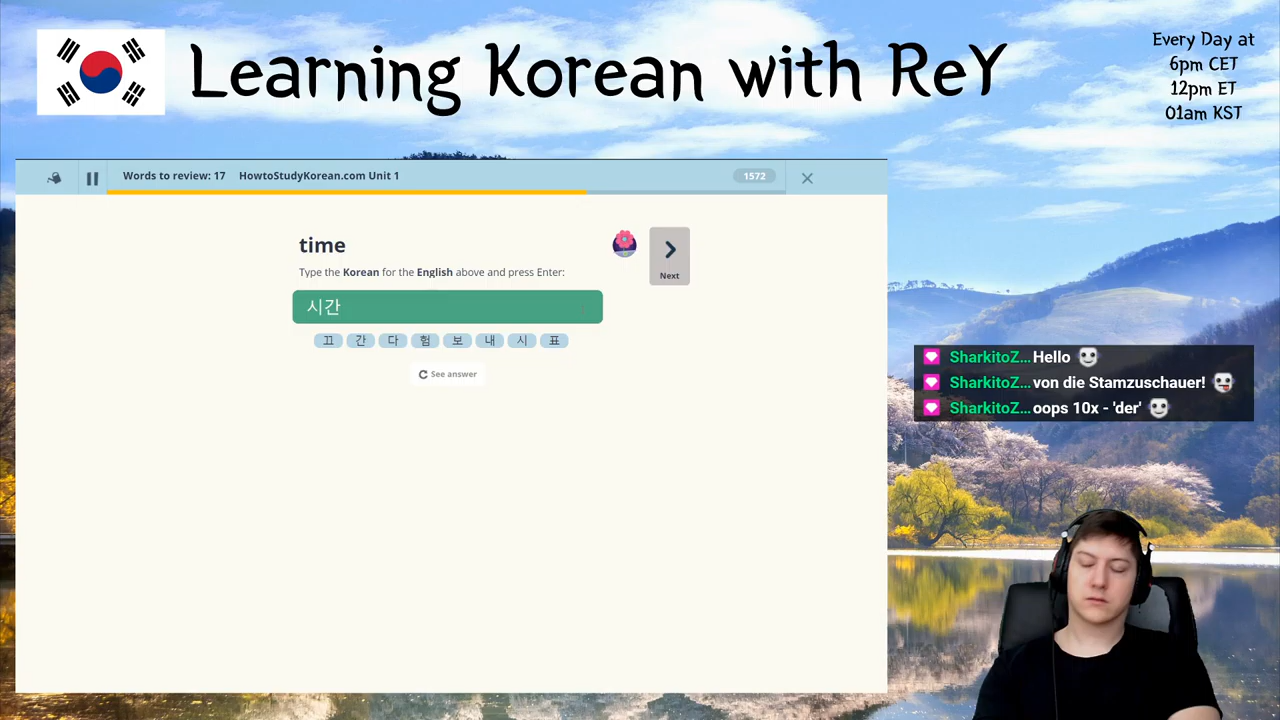 Learning Korean with ReY
Every Day at
6pm CET
12pm ET
01am KST
Words to review: 17 HowtoStudyKorean.com Unit 1
1572
time
Type the Korean for the English above and press Enter:
Next
시간
끄 간 다 험 보 내 시 표
See answer
SharkitoZ... Hello
SharkitoZ... von die Stamzuschauer!
SharkitoZ... oops 10x - 'der'